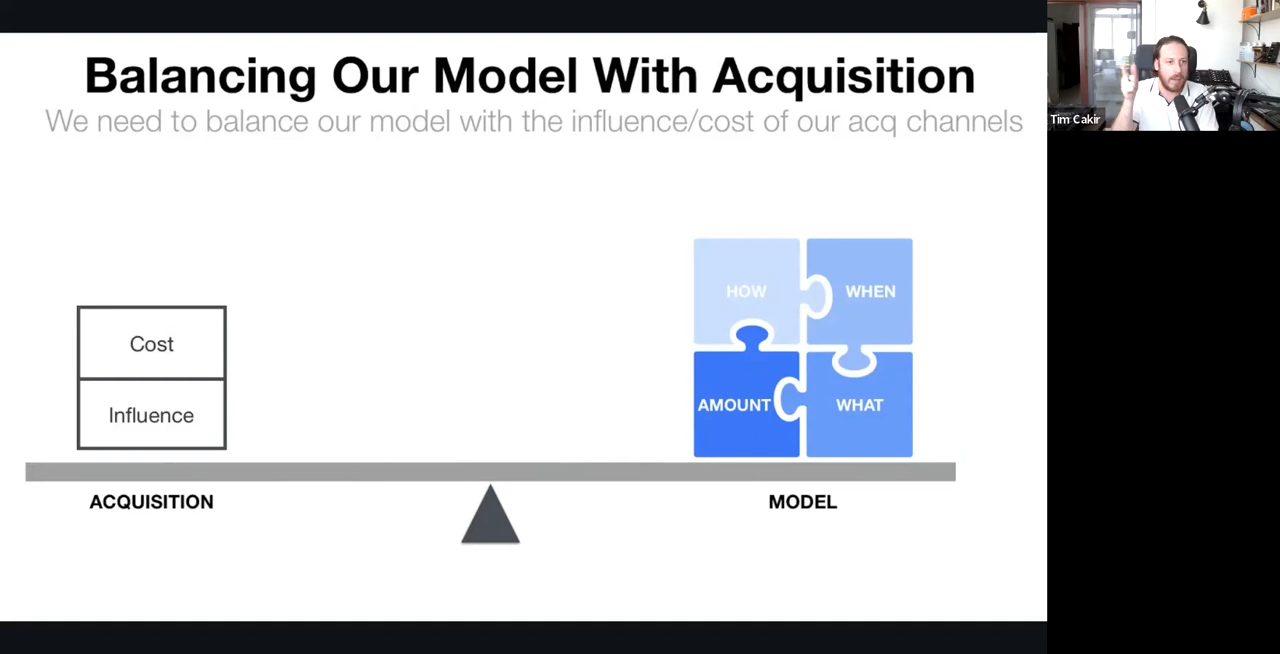 Balancing Our Model With Acquisition
We need to balance our model with the influence/cost of our acq channels
Tim Cakir
HOW
WHEN
Cost
AMOUNT
WHAT
Influence
ACQUISITION
MODEL